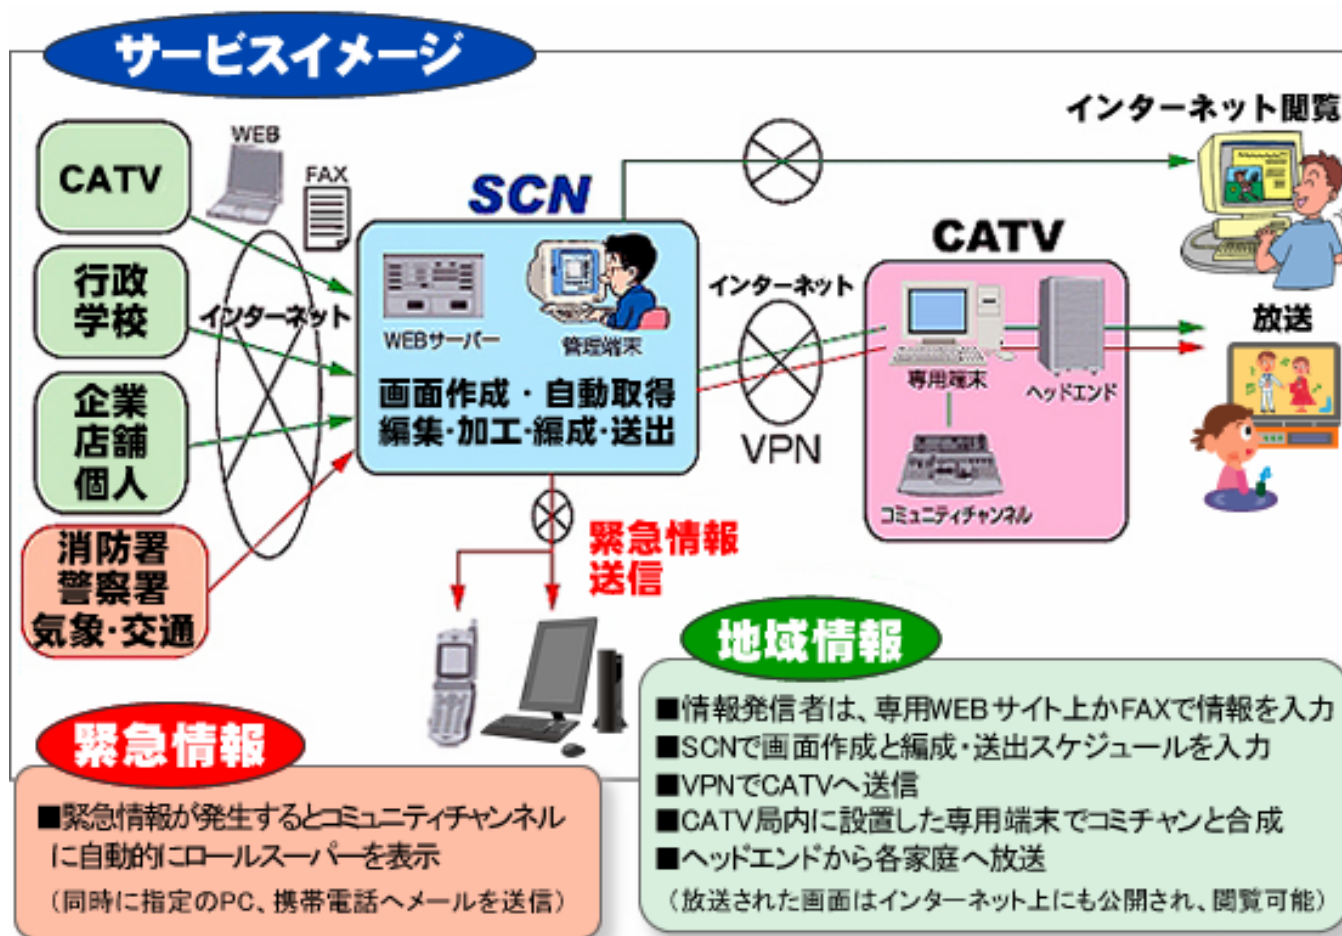 サービスイメージ
WEB
FAX
CATV
行政
学校
企業
店舗
個人
消防署
警察署
気象・交通
インターネット
SCN
WEBサーバー
管理端末
画面作成・自動取得
編集・加工・編成・送出
インターネット
VPN
CATV
専用端末
ヘッドエンド
コミュニティチャンネル
インターネット閲覧
放送
緊急情報
送信
緊急情報
■緊急情報が発生するとコミュニティチャンネル
に自動的にロールスーパーを表示
（同時に指定のPC、携帯電話へメールを送信）
地域情報
■情報発信者は、専用WEBサイト上かFAXで情報を入力
■SCNで画面作成と編成・送出スケジュールを入力
■VPNでCATVへ送信
■CATV局内に設置した専用端末でコミチャンと合成
■ヘッドエンドから各家庭へ放送
（放送された画面はインターネット上にも公開され、閲覧可能）